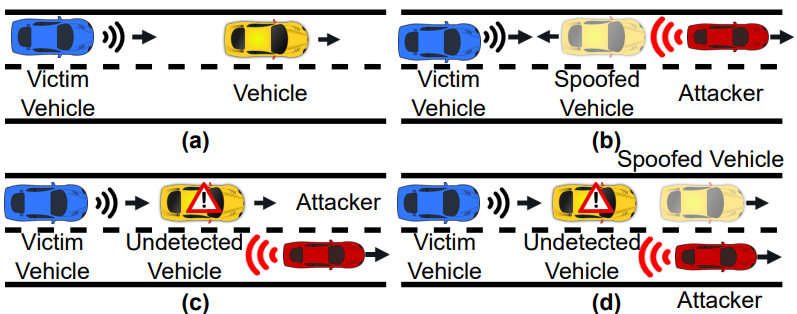 Victim
Vehicle
Vehicle
(a)
Victim
Vehicle
Spoofed
Vehicle
Attacker
(b)
Attacker
Victim
Vehicle
Undetected
Vehicle
!
(c)
Spoofed Vehicle
Victim
Vehicle
Undetected
Vehicle
!
Attacker
(d)